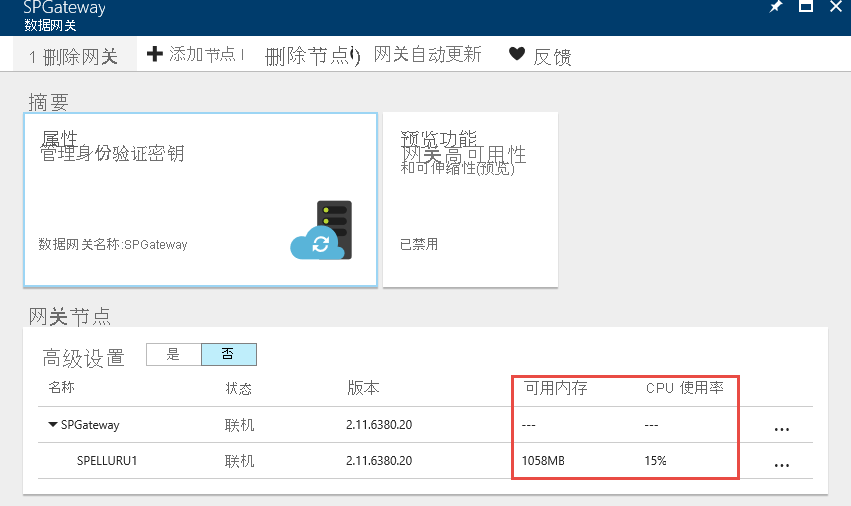 SPGateway
数据网关
1 删除网关 添加节点 I 删除节点i) 网关自动更新 反馈
摘要
属性
管理身份验证密钥
数据网关名称:SPGateway
预览功能
网关高可用性
和可伸缩性(预览)
已禁用
网关节点
高级设置 是 否
名称 状态 版本 可用内存 CPU 使用率
SPGateway 联机 2.11.6380.20 --- --- ...
SPELLURU1 联机 2.11.6380.20 1058MB 15% ...